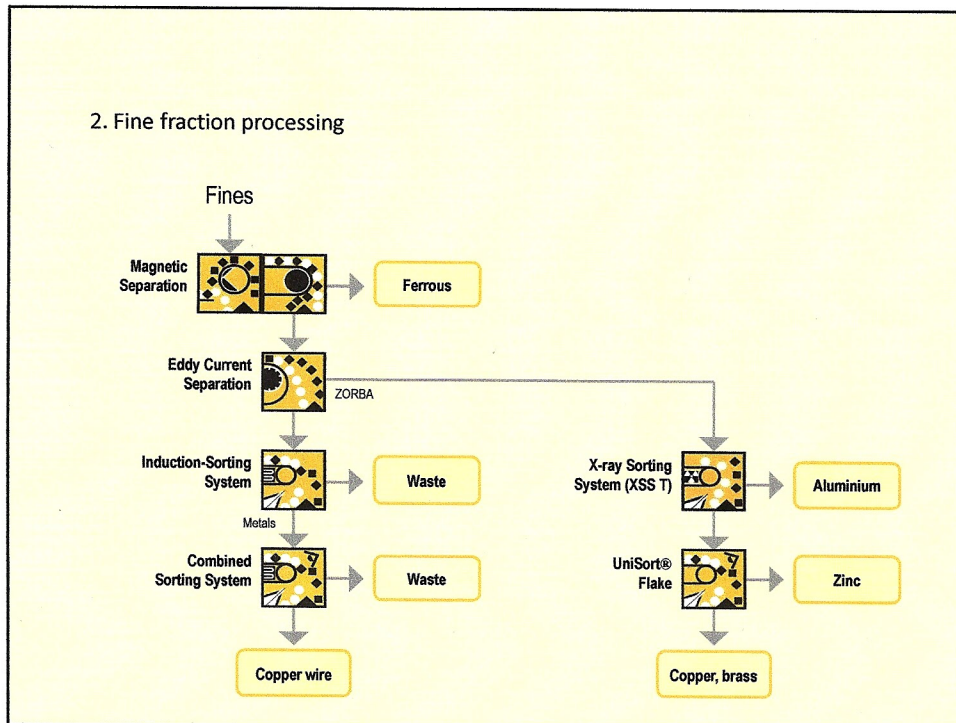 2. Fine fraction processing
Fines
Magnetic
Separation
Ferrous
Eddy Current
Separation
ZORBA
Induction-Sorting
System
Waste
X-ray Sorting
System (XSS T)
Aluminium
Metals
Combined
Sorting System
Waste
UniSort®
Flake
Zinc
Copper wire
Copper, brass